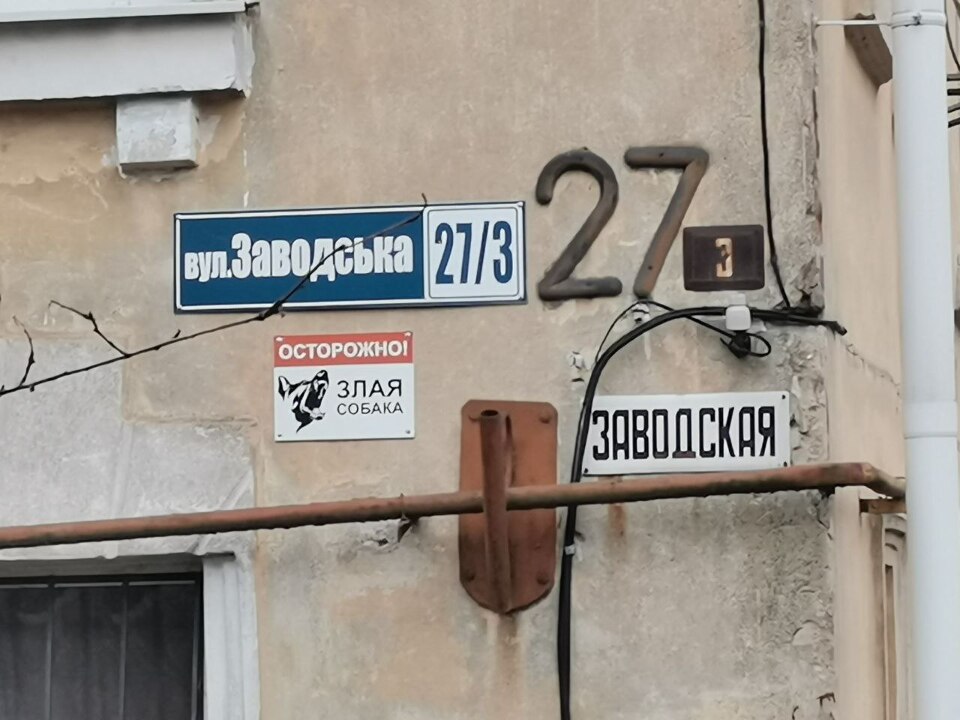 вул.Заводська 27/3
27
3
ОСТОРОЖНО!
ЗЛАЯ
СОБАКА
ЗАВОДСКАЯ